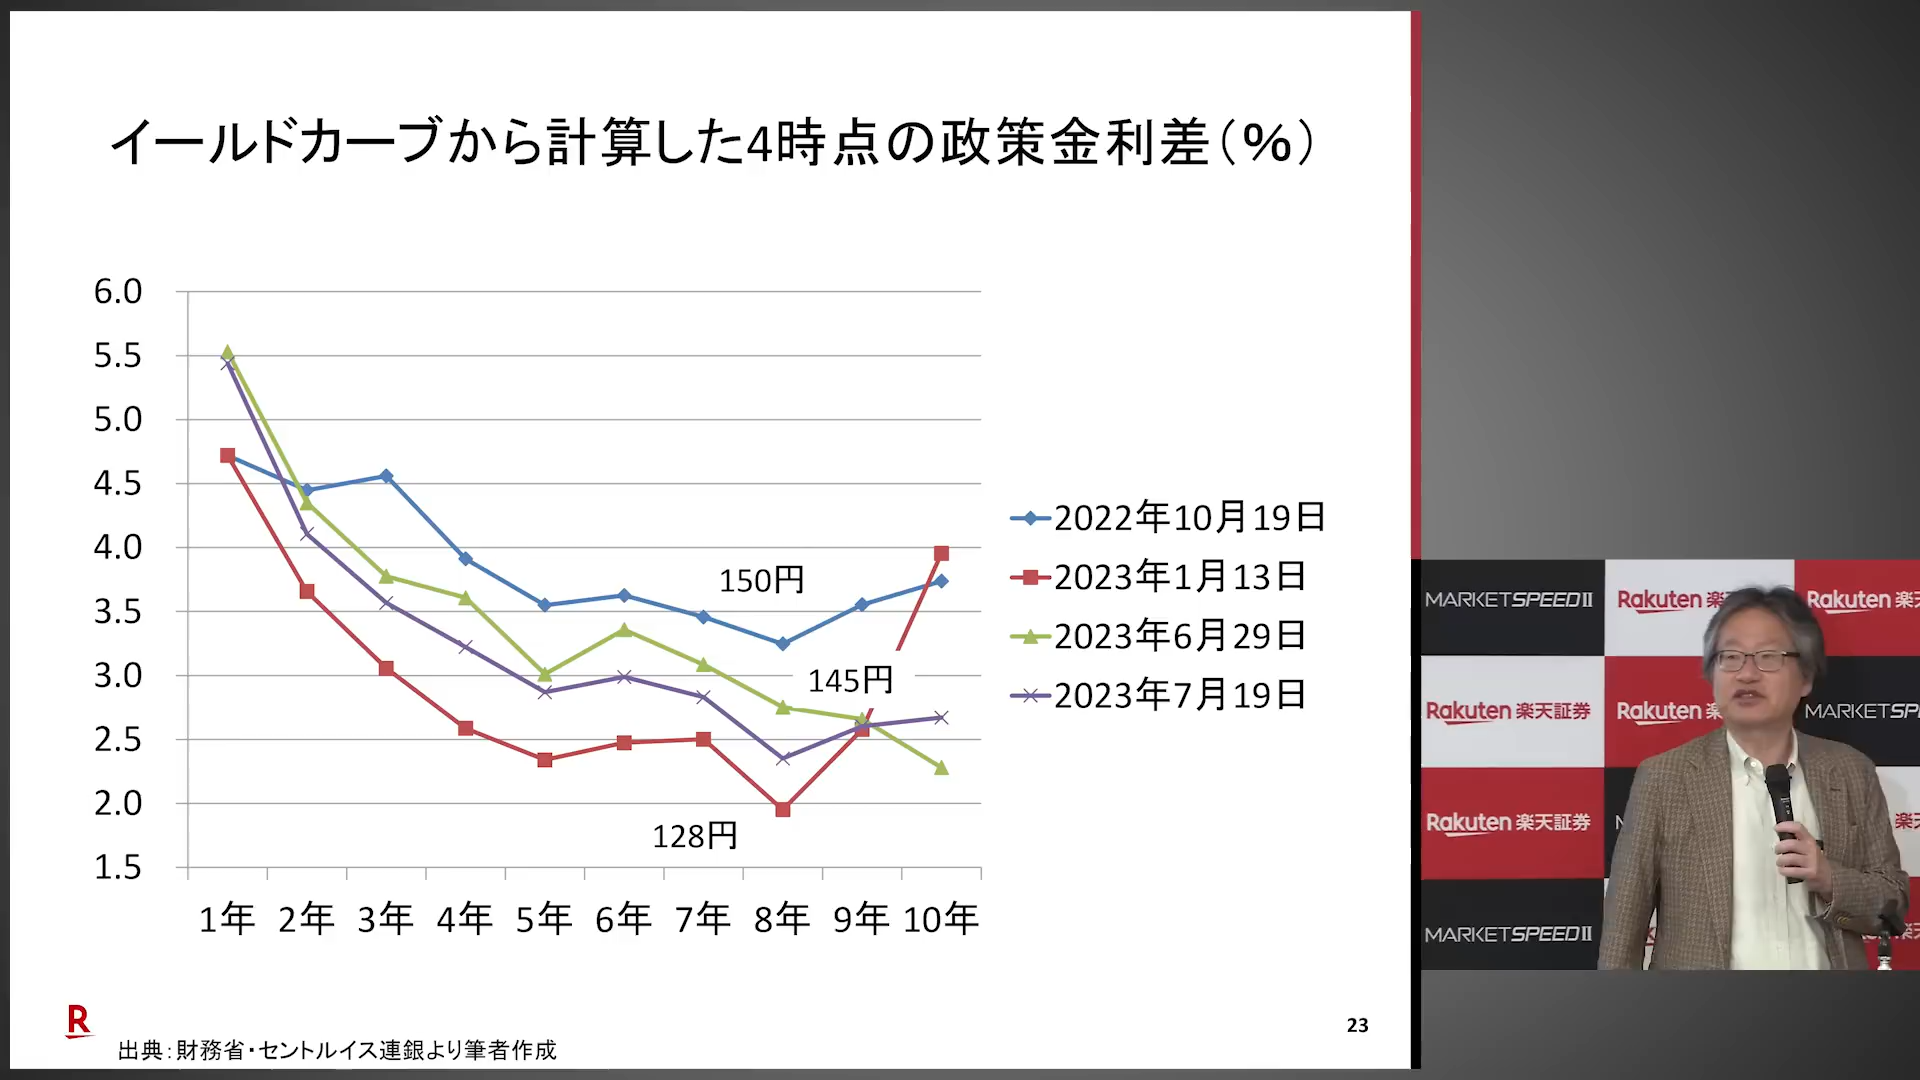 イールドカーブから計算した4時点の政策金利差(%)
6.0
5.5
5.0
4.5
4.0
3.5
3.0
2.5
2.0
1.5
150円
145円
128円
1年 2年 3年 4年 5年 6年 7年 8年 9年 10年
2022年10月19日
2023年1月13日
2023年6月29日
2023年7月19日
R
出典:財務省・セントルイス連銀より筆者作成
23
MARKETSPEEDⅡ Rakuten 楽 Rakuten 楽
Rakuten 楽天証券 Rakuten MARKETSP
Rakuten 楽天証券 楽
MARKETSPEEDⅡ